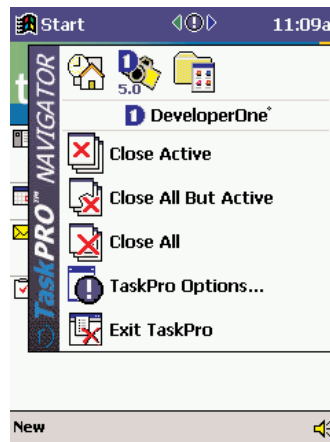 Start 11:09a
5.0
DeveloperOne°
TaskPRO™ NAVIGATOR
Close Active
Close All But Active
Close All
TaskPro Options...
Exit TaskPro
New